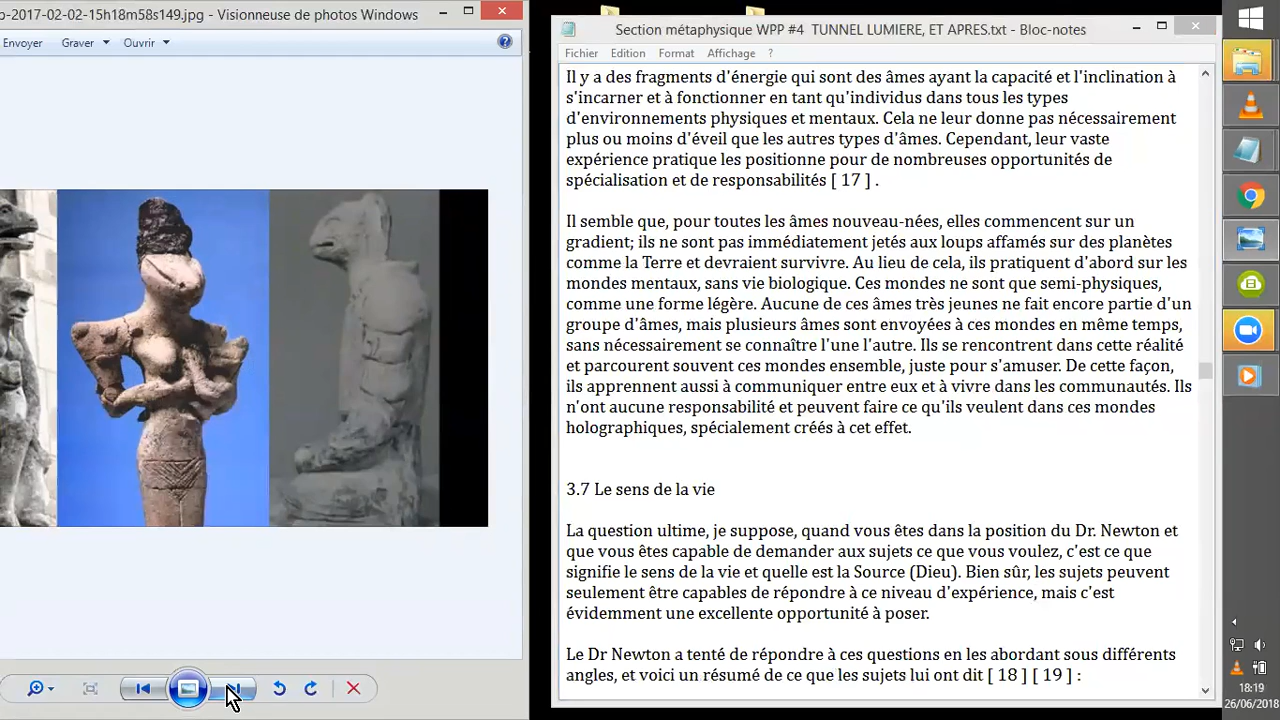 -2017-02-02-15h18m58s149.jpg - Visionneuse de photos Windows
Envoyer Graver Ouvrir
Section métaphysique WPP #4 TUNNEL LUMIERE, ET APRES.txt - Bloc-notes
Fichier Edition Format Affichage ?
Il y a des fragments d'énergie qui sont des âmes ayant la capacité et l'inclination à
s'incarner et à fonctionner en tant qu'individus dans tous les types
d'environnements physiques et mentaux. Cela ne leur donne pas nécessairement
plus ou moins d'éveil que les autres types d'âmes. Cependant, leur vaste
expérience pratique les positionne pour de nombreuses opportunités de
spécialisation et de responsabilités [ 17 ] .
Il semble que, pour toutes les âmes nouveau-nées, elles commencent sur un
gradient; ils ne sont pas immédiatement jetés aux loups affamés sur des planètes
comme la Terre et devraient survivre. Au lieu de cela, ils pratiquent d'abord sur les
mondes mentaux, sans vie biologique. Ces mondes ne sont que semi-physiques,
comme une forme légère. Aucune de ces âmes très jeunes ne fait encore partie d'un
groupe d'âmes, mais plusieurs âmes sont envoyées à ces mondes en même temps,
sans nécessairement se connaître l'une l'autre. Ils se rencontrent dans cette réalité
et parcourent souvent ces mondes ensemble, juste pour s'amuser. De cette façon,
ils apprennent aussi à communiquer entre eux et à vivre dans les communautés. Ils
n'ont aucune responsabilité et peuvent faire ce qu'ils veulent dans ces mondes
holographiques, spécialement créés à cet effet.
3.7 Le sens de la vie
La question ultime, je suppose, quand vous êtes dans la position du Dr. Newton et
que vous êtes capable de demander aux sujets ce que vous voulez, c'est ce que
signifie le sens de la vie et quelle est la Source (Dieu). Bien sûr, les sujets peuvent
seulement être capables de répondre à ce niveau d'expérience, mais c'est
évidemment une excellente opportunité à poser.
Le Dr Newton a tenté de répondre à ces questions en les abordant sous différents
angles, et voici un résumé de ce que les sujets lui ont dit [ 18 ] [ 19 ] :
18:19
26/06/2018